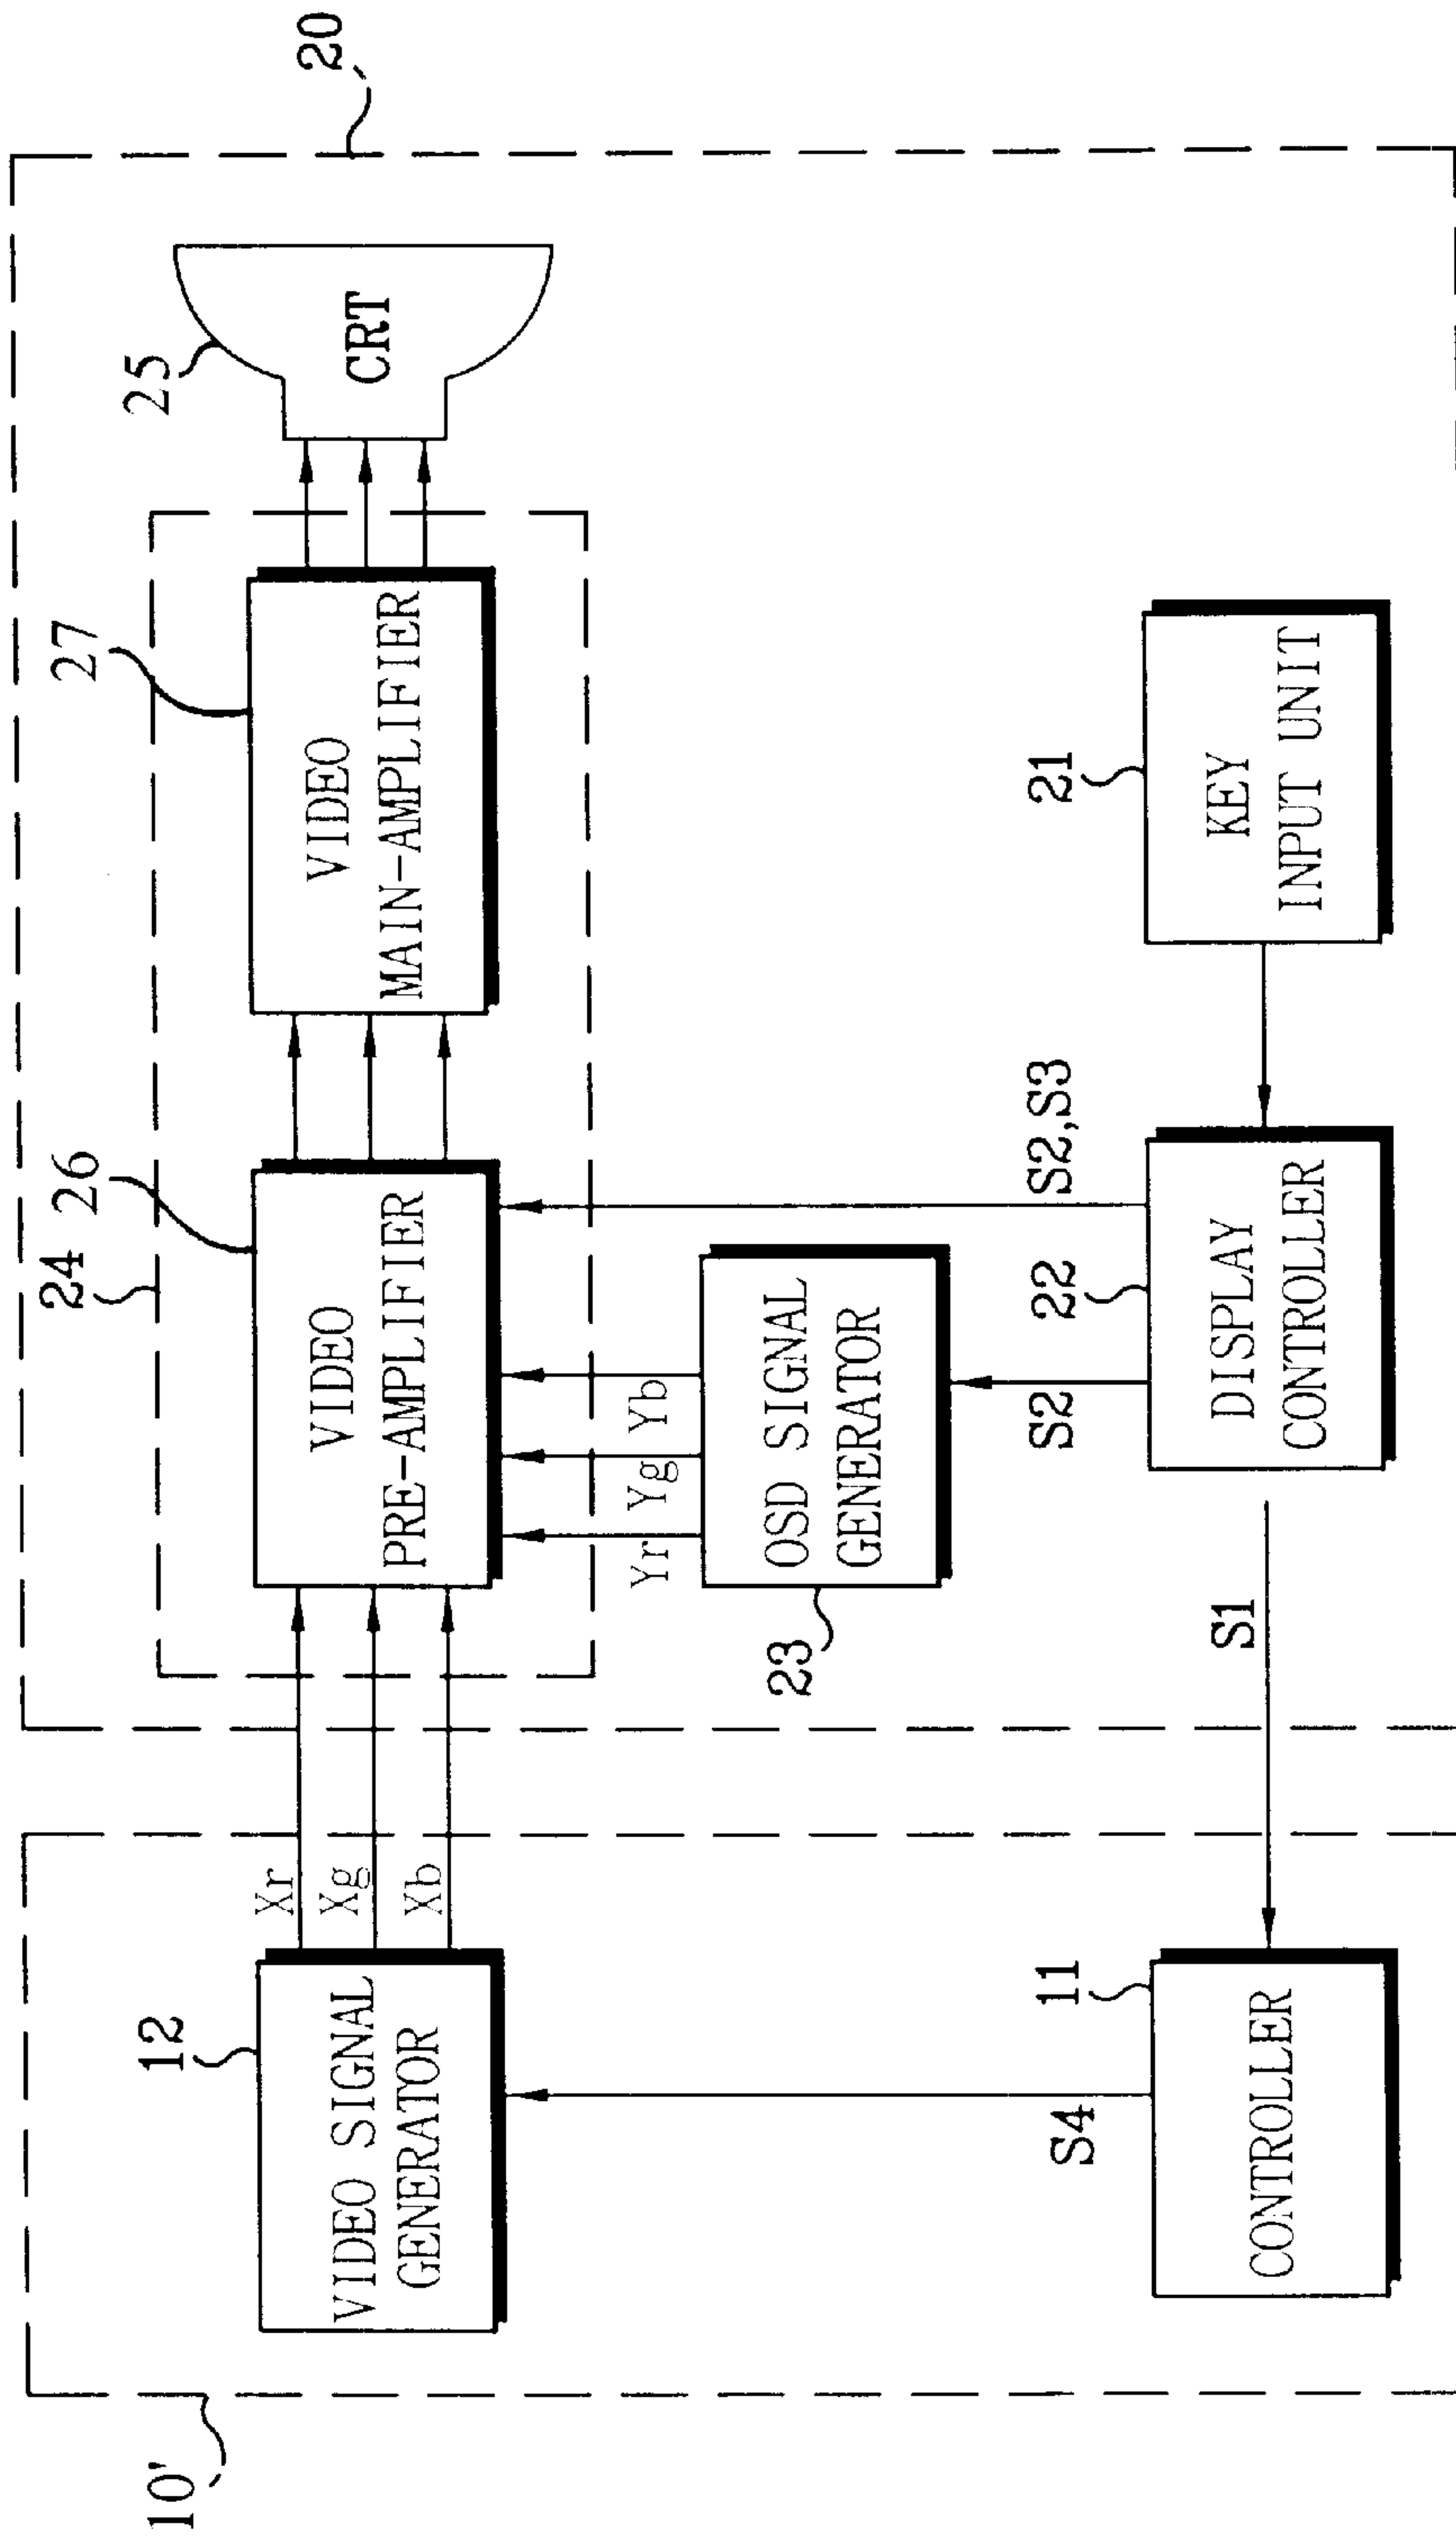 10'
20
12
VIDEO SIGNAL
GENERATOR
Xr
Xg
Xb
24
26
VIDEO
PRE-AMPLIFIER
27
VIDEO
MAIN-AMPLIFIER
25
CRT
Yr
Yg
Yb
23
OSD SIGNAL
GENERATOR
S2
S2,S3
11
CONTROLLER
S4
S1
22
DISPLAY
CONTROLLER
21
KEY
INPUT UNIT